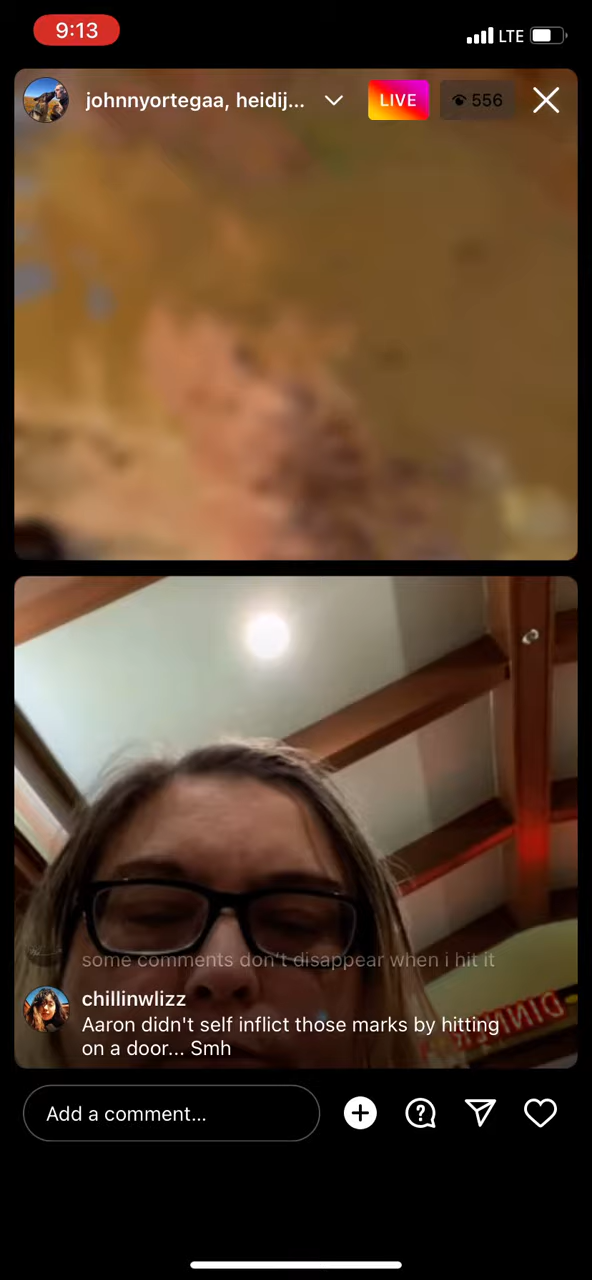 9:13
LTE
johnnyortegaa, heidij...
LIVE
556
some comments don't disappear when i hit it
chillinwlizz
Aaron didn't self inflict those marks by hitting
on a door... Smh
DINNER
Add a comment...